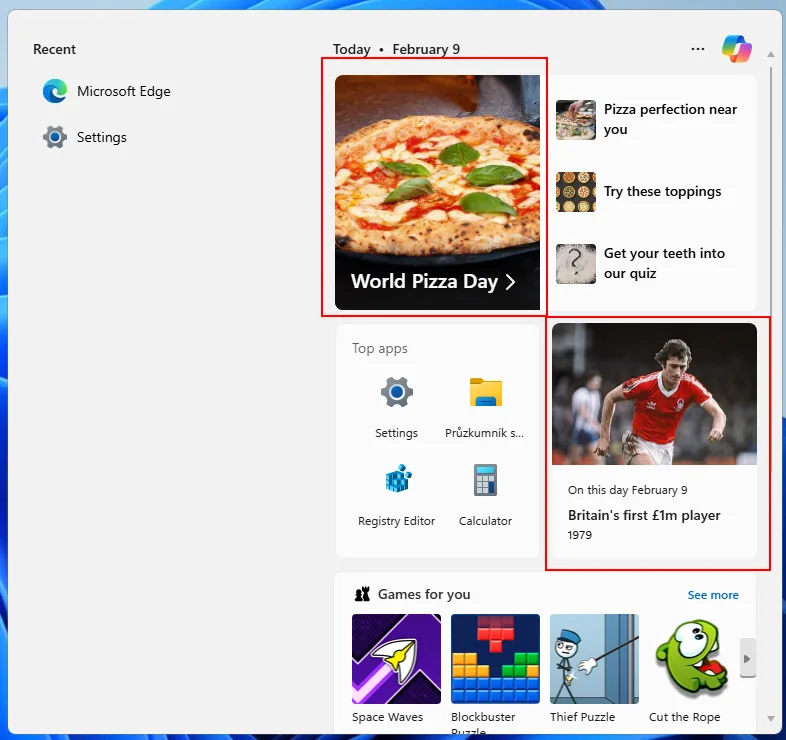 Recent
Microsoft Edge
Settings
Today • February 9
World Pizza Day
Pizza perfection near
you
Try these toppings
Get your teeth into
our quiz
Top apps
Settings
Průzkumník s...
Registry Editor
Calculator
On this day February 9
Britain's first £1m player
1979
Games for you
See more
Space Waves
Blockbuster
Puzzle
Thief Puzzle
Cut the Rope